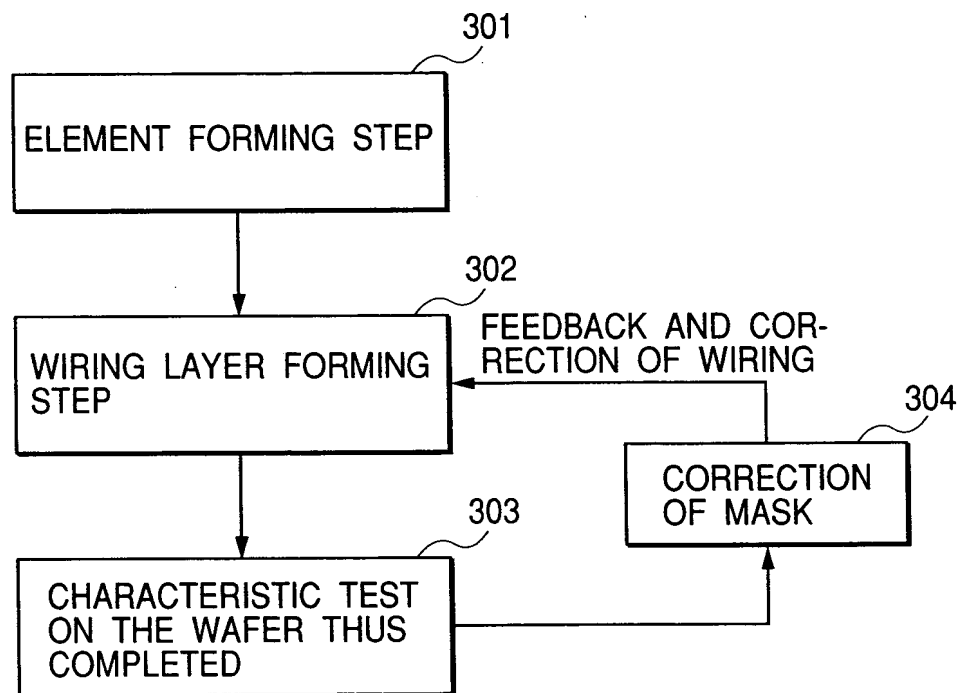 301
ELEMENT FORMING STEP
302
WIRING LAYER FORMING
STEP
FEEDBACK AND COR-
RECTION OF WIRING
304
CORRECTION
OF MASK
303
CHARACTERISTIC TEST
ON THE WAFER THUS
COMPLETED